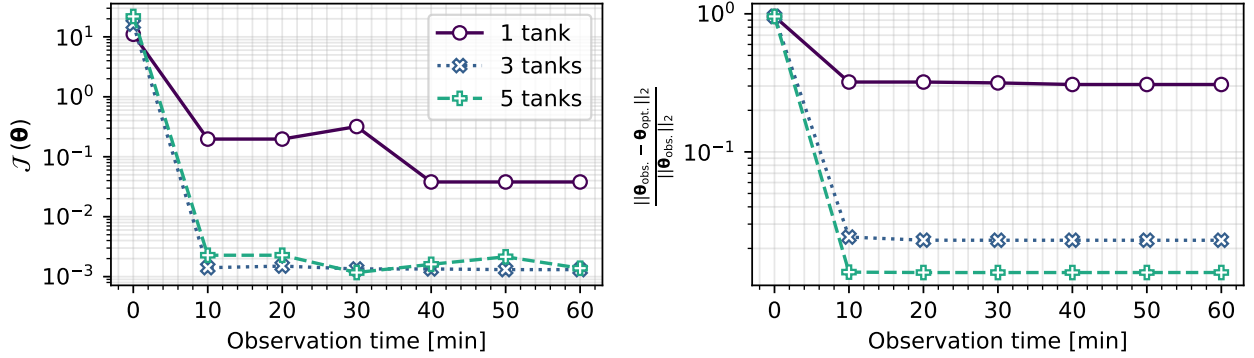 10¹
10⁰
10⁻¹
10⁻²
10⁻³
𝒥 (𝛉)
1 tank
3 tanks
5 tanks
0 10 20 30 40 50 60
Observation time [min]
10⁰
10⁻¹
||𝛉obs. − 𝛉opt. ||₂
||𝛉obs. ||₂
0 10 20 30 40 50 60
Observation time [min]